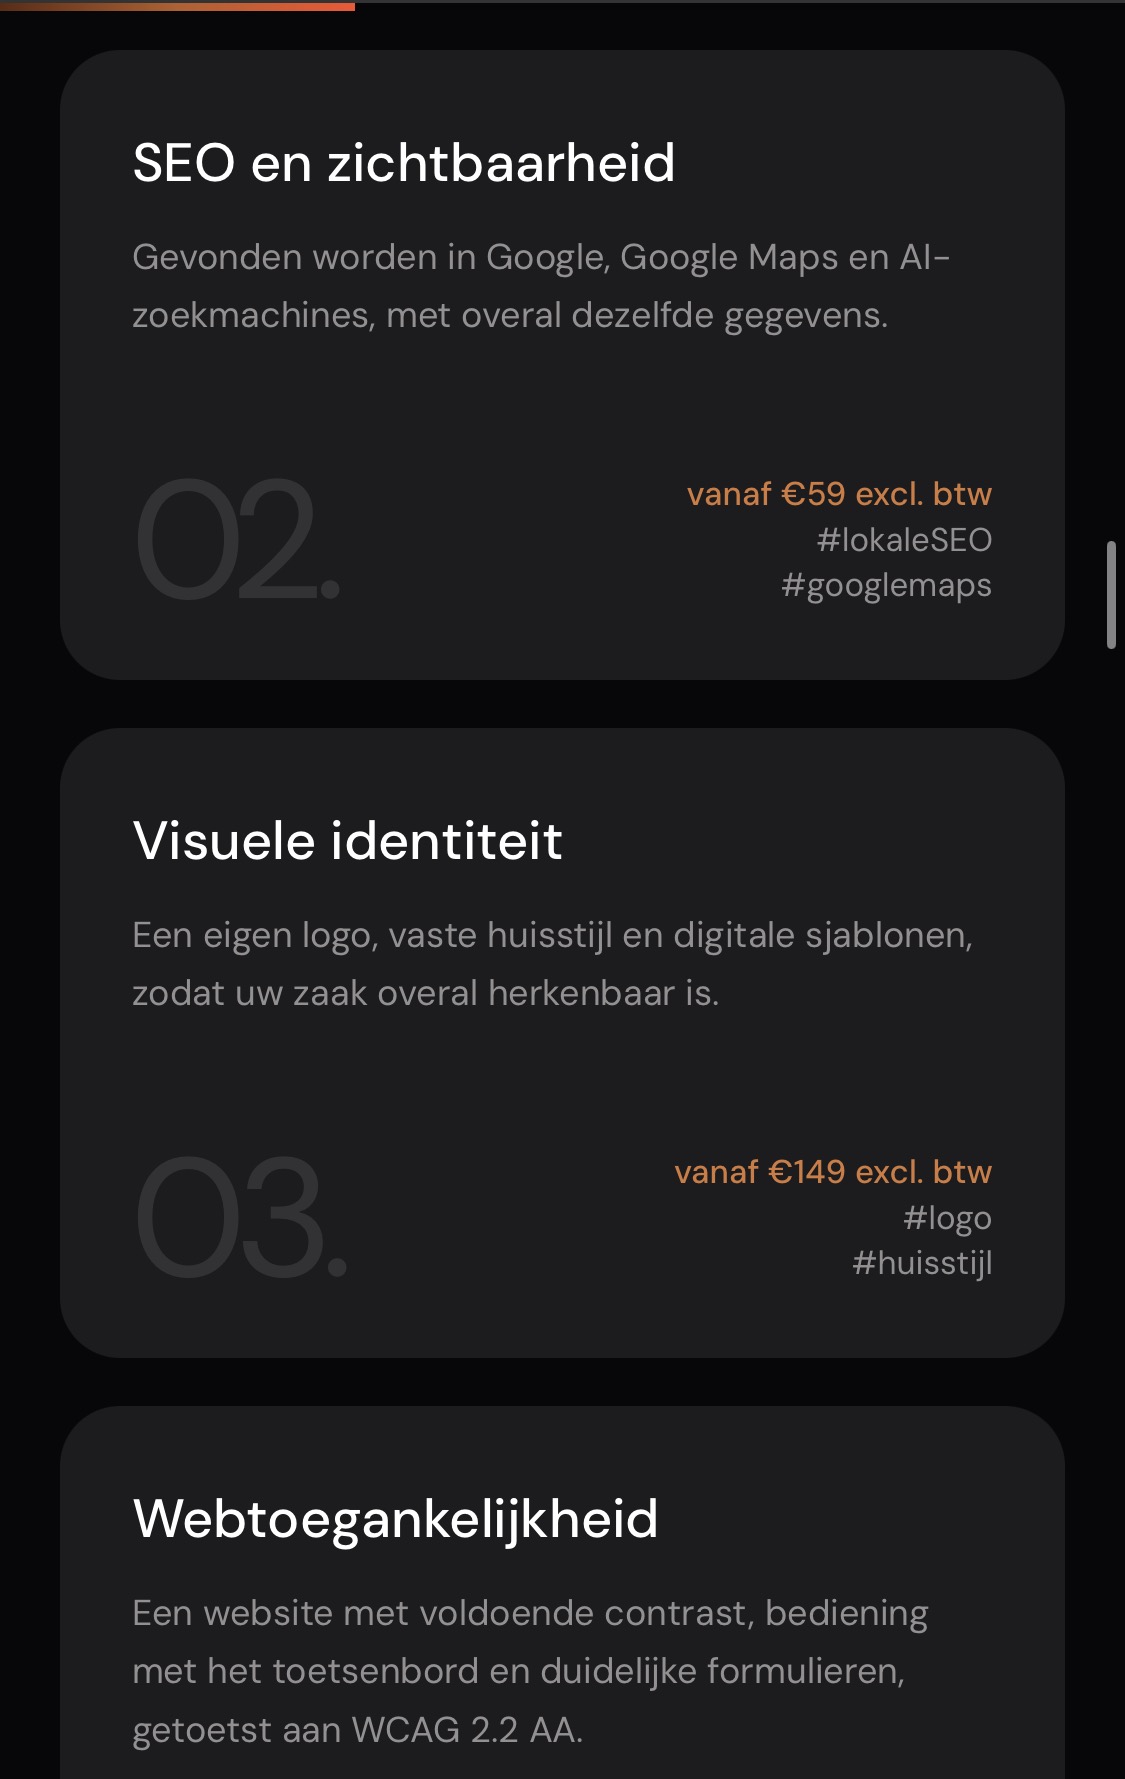 SEO en zichtbaarheid
Gevonden worden in Google, Google Maps en AI-
zoekmachines, met overal dezelfde gegevens.
02.
vanaf €59 excl. btw
#lokaleSEO
#googlemaps
Visuele identiteit
Een eigen logo, vaste huisstijl en digitale sjablonen,
zodat uw zaak overal herkenbaar is.
03.
vanaf €149 excl. btw
#logo
#huisstijl
Webtoegankelijkheid
Een website met voldoende contrast, bediening
met het toetsenbord en duidelijke formulieren,
getoetst aan WCAG 2.2 AA.